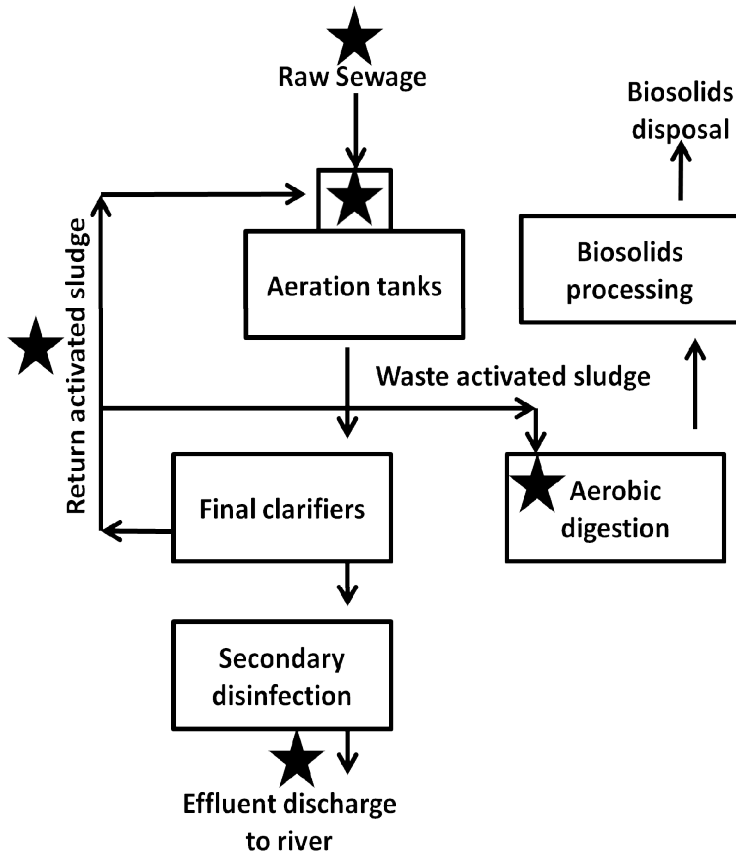 Raw Sewage
Biosolids
disposal
Aeration tanks
Biosolids
processing
Return activated sludge
Waste activated sludge
Final clarifiers
Aerobic
digestion
Secondary
disinfection
Effluent discharge
to river